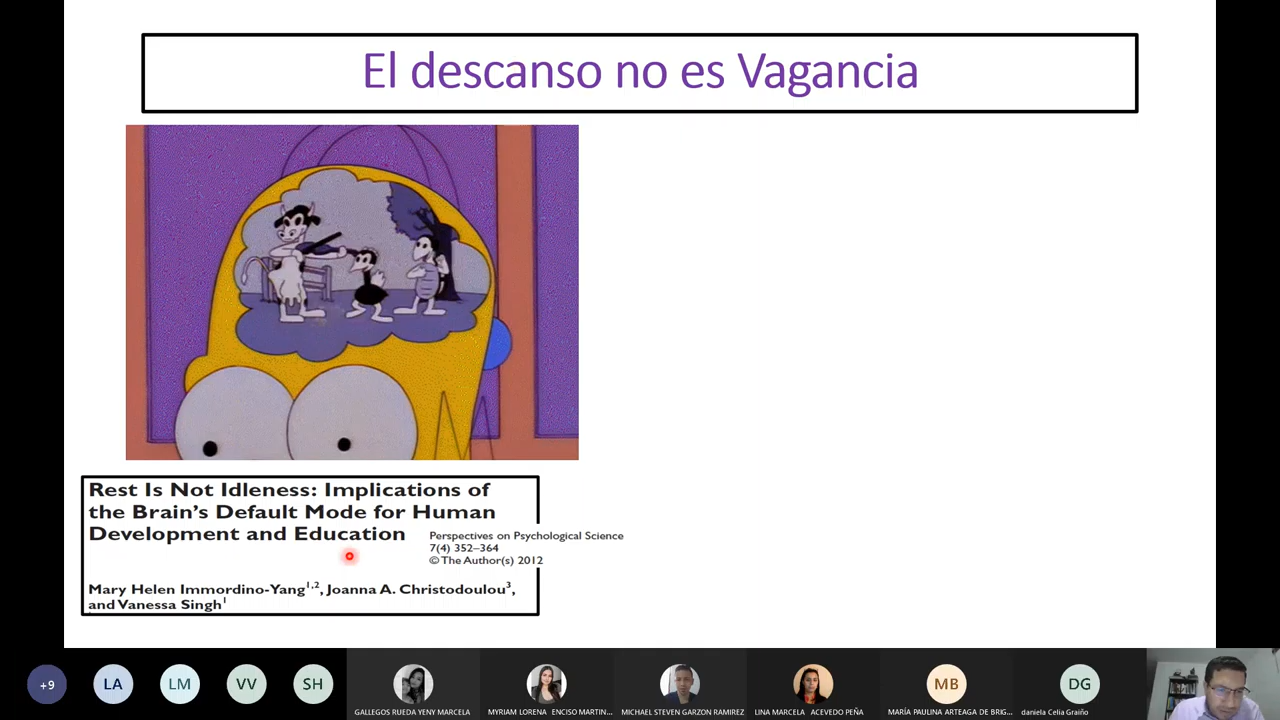 El descanso no es Vagancia
Rest Is Not Idleness: Implications of
the Brain's Default Mode for Human
Development and Education
Perspectives on Psychological Science
7(4) 352–364
© The Author(s) 2012
Mary Helen Immordino-Yang1,2, Joanna A. Christodoulou3,
and Vanessa Singh1
+9
LA
LM
VV
SH
GALLEGOS RUEDA YENY MARCELA
MYRIAM LORENA ENCISO MARTIN...
MICHAEL STEVEN GARZON RAMIREZ
LINA MARCELA ACEVEDO PEÑA
MB
MARÍA PAULINA ARTEAGA DE BRIG...
DG
daniela Celia Graiño